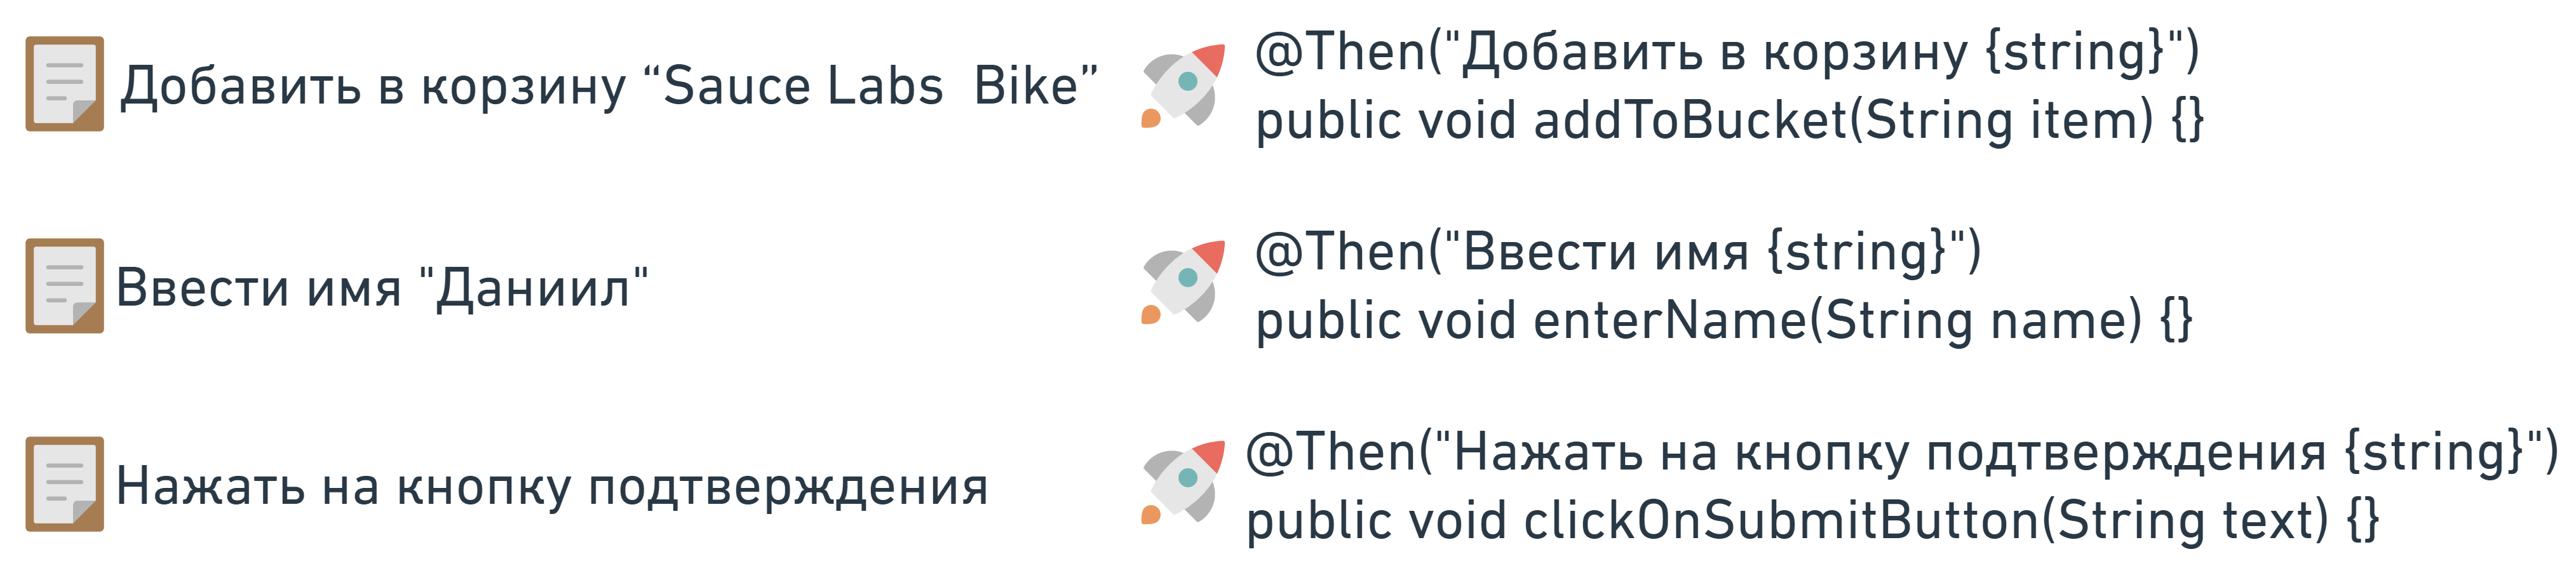 Добавить в корзину “Sauce Labs  Bike”
@Then("Добавить в корзину {string}")
public void addToBucket(String item) {}
Ввести имя "Даниил"
@Then("Ввести имя {string}")
public void enterName(String name) {}
Нажать на кнопку подтверждения
@Then("Нажать на кнопку подтверждения {string}")
public void clickOnSubmitButton(String text) {}